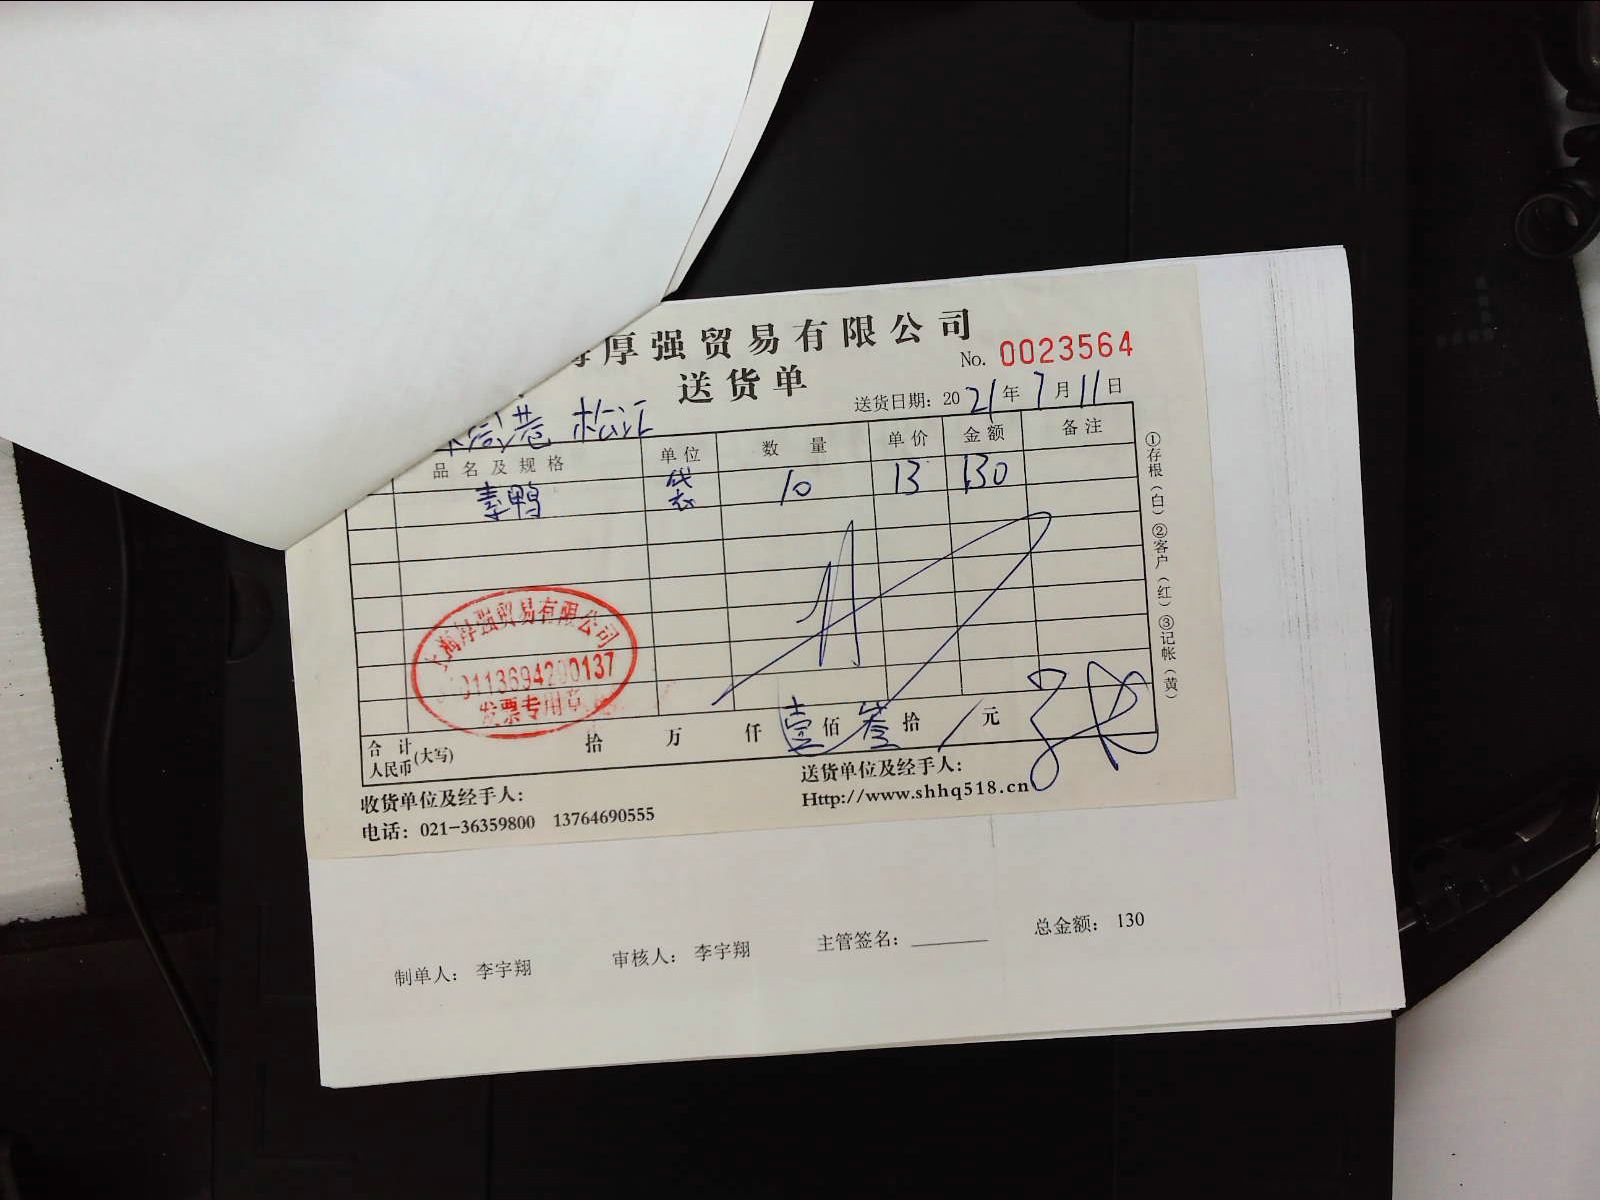 厚强贸易有限公司
No. 0023564
送货单
送货日期：2021年7月11日
巷 松江
品名及规格 单位 数量 单价 金额 备注
素鸭 袋 10 13 130
①存根（白）②客户（红）③记帐（黄）
上海厚强贸易有限公司
发票专用章
合计人民币(大写) 拾 万 仟 壹佰 叁拾 / 元
收货单位及经手人：
送货单位及经手人：
电话：021-36359800 13764690555
Http://www.shhq518.cn
制单人： 李宇翔 审核人： 李宇翔 主管签名： 总金额： 130